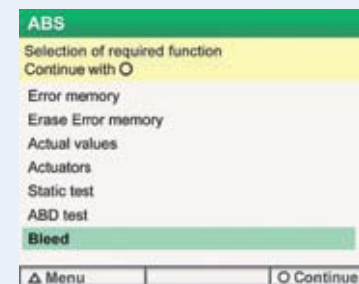 ABS
Selection of required function
Continue with O
Error memory
Erase Error memory
Actual values
Actuators
Static test
ABD test
Bleed
△ Menu
O Continue